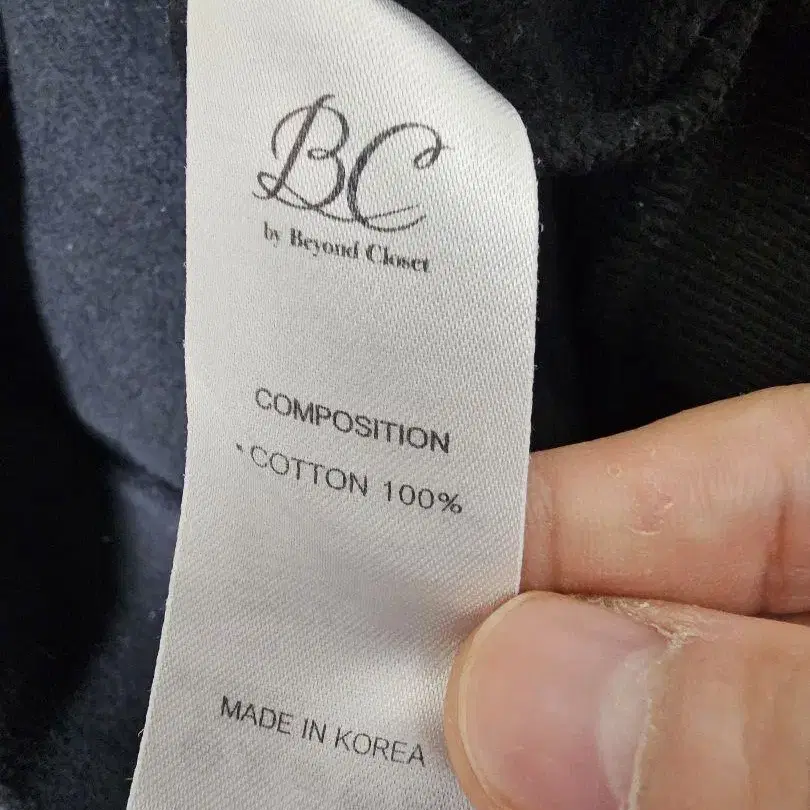 BC
by Beyond Closet
COMPOSITION
*COTTON 100%
MADE IN KOREA